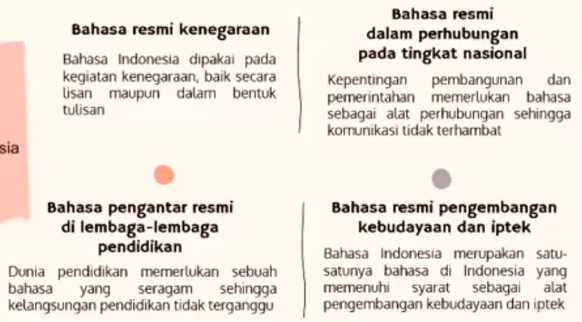 Bahasa resmi kenegaraan
Bahasa Indonesia dipakai pada
kegiatan kenegaraan, baik secara
lisan maupun dalam bentuk
tulisan
Bahasa resmi
dalam perhubungan
pada tingkat nasional
Kepentingan pembangunan dan
pemerintahan memerlukan bahasa
sebagai alat perhubungan sehingga
komunikasi tidak terhambat
sia
Bahasa pengantar resmi
di lembaga-lembaga
pendidikan
Dunia pendidikan memerlukan sebuah
bahasa yang seragam sehingga
kelangsungan pendidikan tidak terganggu
Bahasa resmi pengembangan
kebudayaan dan iptek
Bahasa Indonesia merupakan satu-
satunya bahasa di Indonesia yang
memenuhi syarat sebagai alat
pengembangan kebudayaan dan iptek